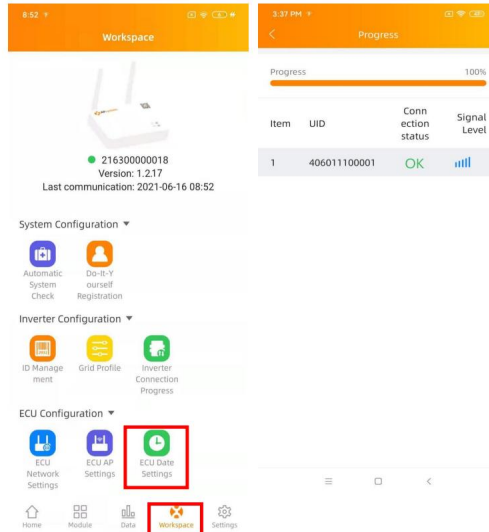 8:52
Workspace
216300000018
Version: 1.2.17
Last communication: 2021-06-16 08:52
System Configuration
Automatic
System
Check
Do-It-Y
ourself
Registration
Inverter Configuration
ID Manage
ment
Grid Profile
Inverter
Connection
Progress
ECU Configuration
ECU
Network
Settings
ECU AP
Settings
ECU Date
Settings
Home
Module
Data
Workspace
Settings
3:37 PM
Progress
Progress 100%
Item
UID
Conn
ection
status
Signal
Level
1 406011100001 OK